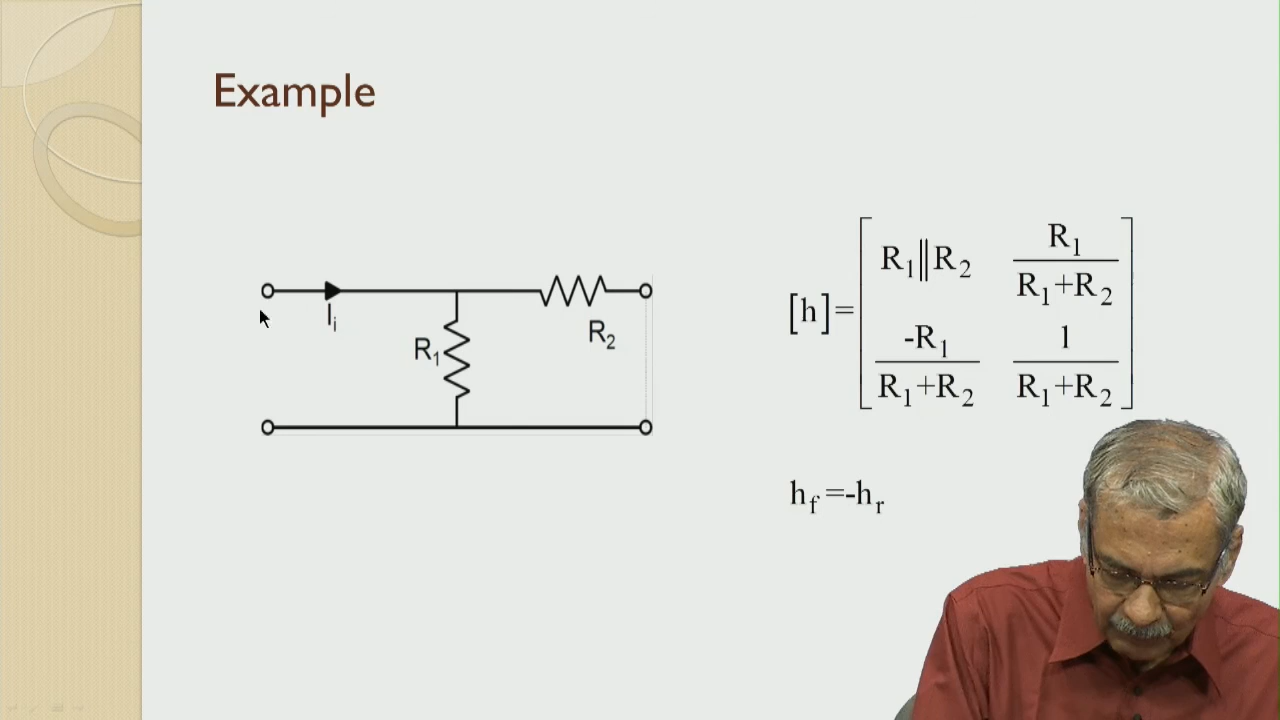 Example
I_i
R_1
R_2
[h]=
R_1||R_2 R_1/(R_1+R_2)
-R_1/(R_1+R_2) 1/(R_1+R_2)
h_f=-h_r